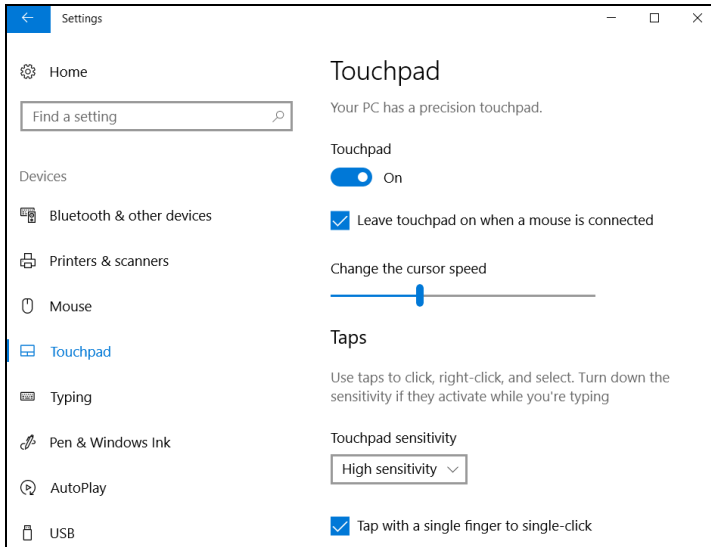 Settings
Home
Find a setting
Devices
Bluetooth & other devices
Printers & scanners
Mouse
Touchpad
Typing
Pen & Windows Ink
AutoPlay
USB
Touchpad
Your PC has a precision touchpad.
Touchpad
On
Leave touchpad on when a mouse is connected
Change the cursor speed
Taps
Use taps to click, right-click, and select. Turn down the
sensitivity if they activate while you're typing
Touchpad sensitivity
High sensitivity
Tap with a single finger to single-click